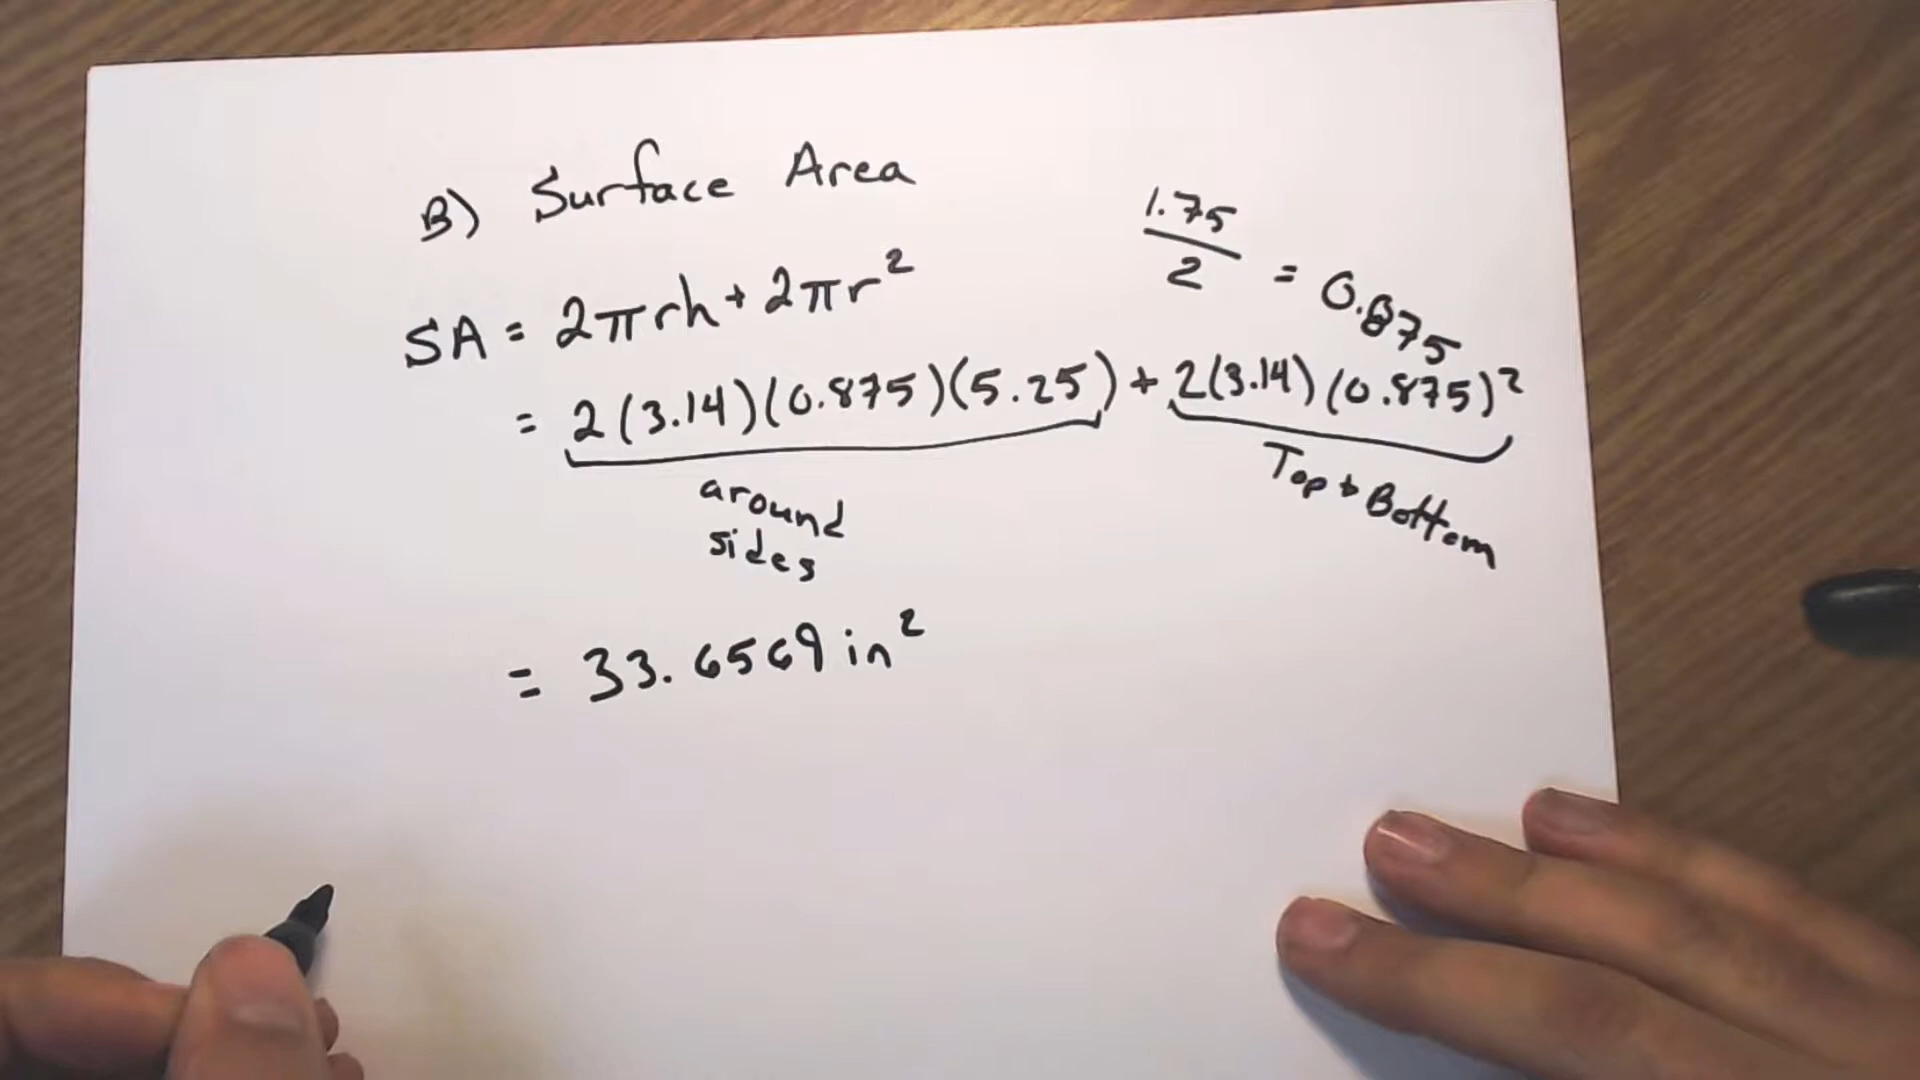 B) Surface Area
1.75
2
= 0.875
SA = 2πrh + 2πr²
= 2(3.14)(0.875)(5.25) + 2(3.14)(0.875)²
around
sides
Top & Bottom
= 33.6569 in²